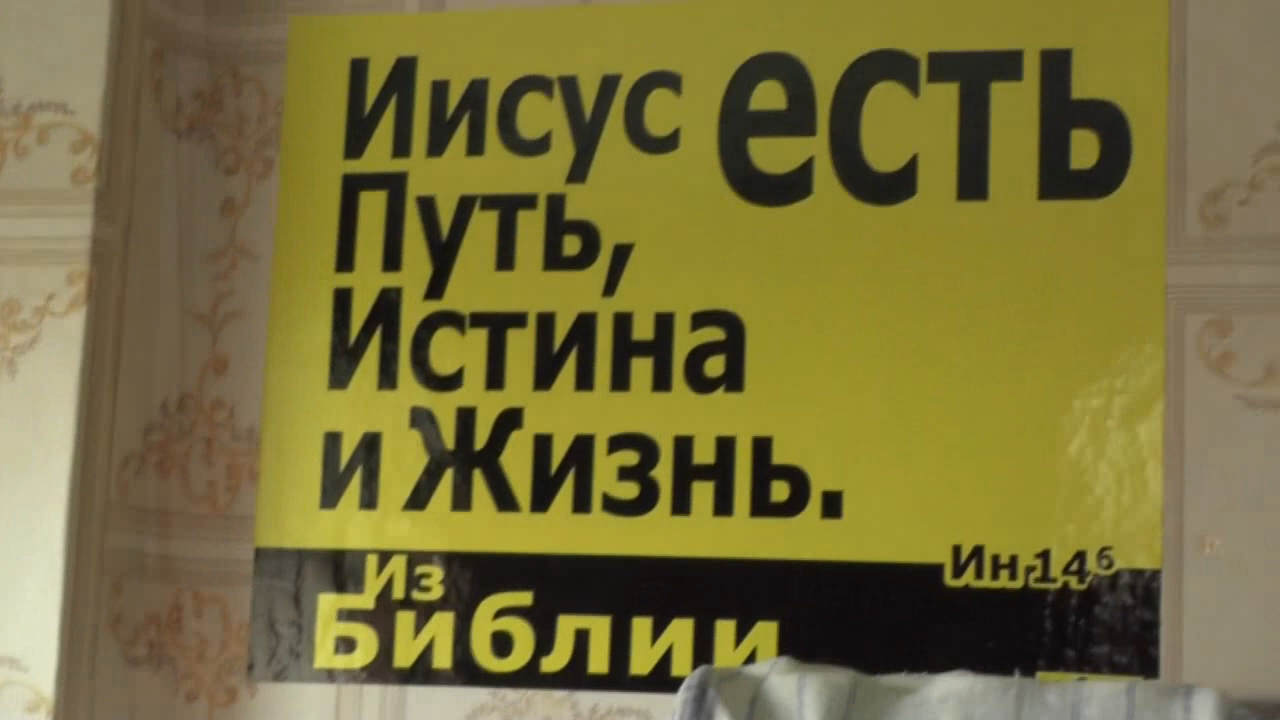 Иисус есть
Путь,
Истина
и Жизнь.
Ин 14⁶
Из
Библии